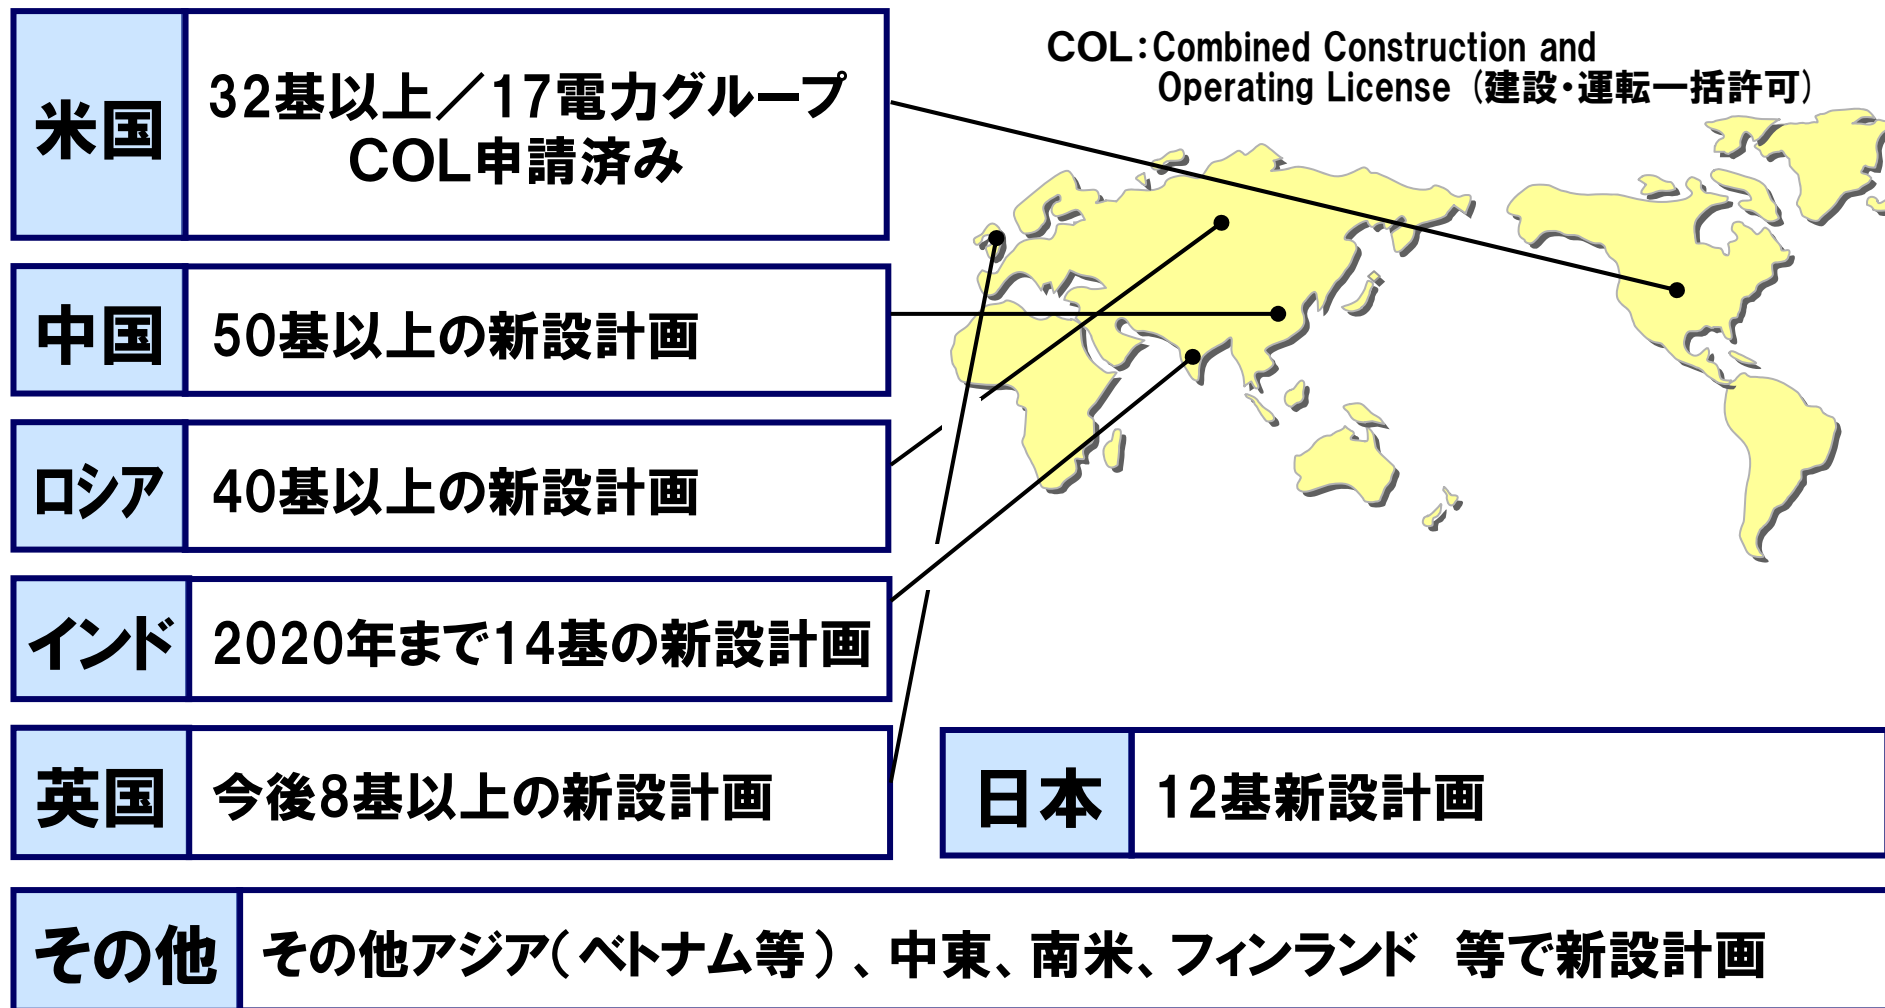 COL:Combined Construction and
Operating License (建設・運転一括許可)
米国
32基以上／17電力グループ
COL申請済み
中国
50基以上の新設計画
ロシア
40基以上の新設計画
インド
2020年まで14基の新設計画
英国
今後8基以上の新設計画
日本
12基新設計画
その他
その他アジア(ベトナム等)、中東、南米、フィンランド　等で新設計画